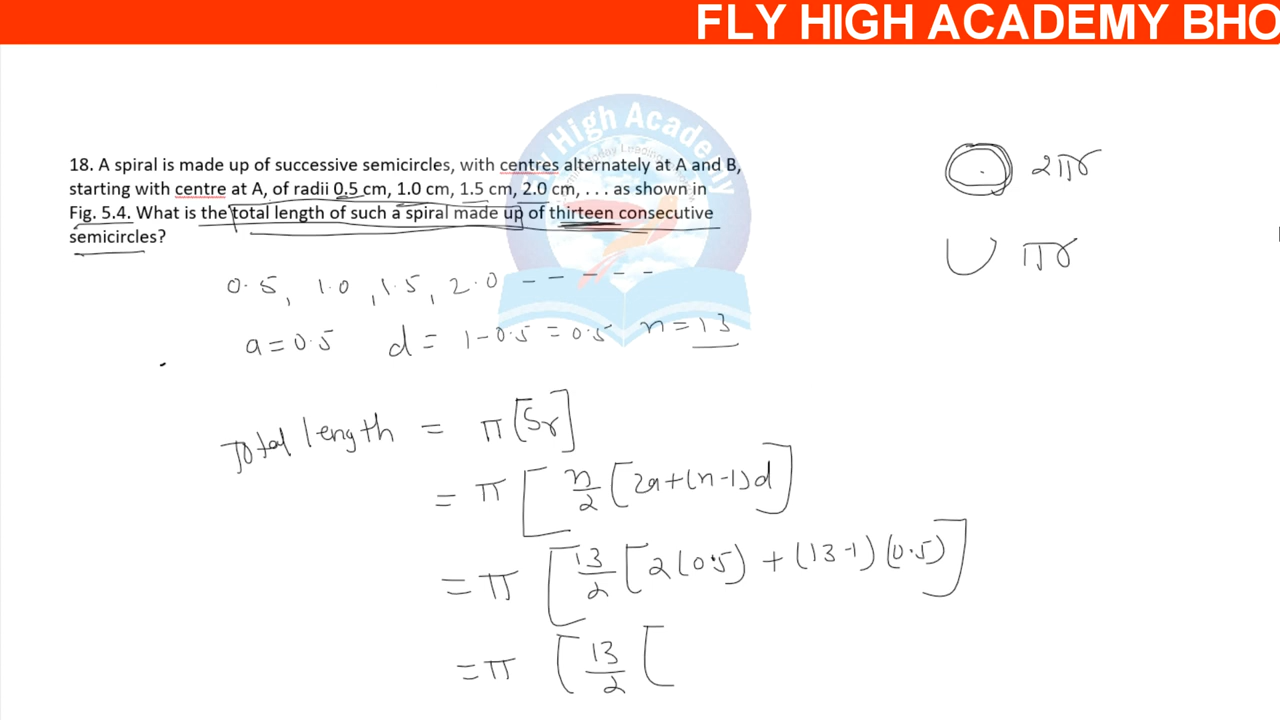 FLY HIGH ACADEMY BHO
Fly High Academy
18. A spiral is made up of successive semicircles, with centres alternately at A and B,
starting with centre at A, of radii 0.5 cm, 1.0 cm, 1.5 cm, 2.0 cm, . . . as shown in
Fig. 5.4. What is the total length of such a spiral made up of thirteen consecutive
semicircles?
2πr
πr
0.5, 1.0, 1.5, 2.0 - - - - -
a=0.5 d= 1-0.5 = 0.5 n=13
Total length = π[Sr]
= π [ n/2 [2a+(n-1)d]
= π [ 13/2 [2(0.5) + (13-1)(0.5)]
= π [ 13/2 [